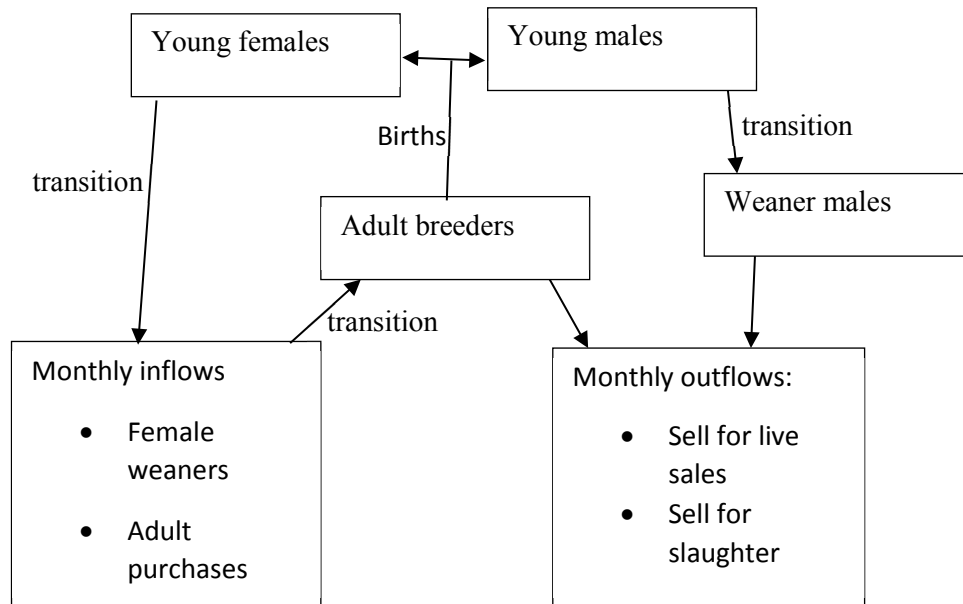 Young females
Young males
Births
transition
transition
Weaner males
Adult breeders
transition
Monthly inflows
• Female
weaners
• Adult
purchases
Monthly outflows:
• Sell for live
sales
• Sell for
slaughter